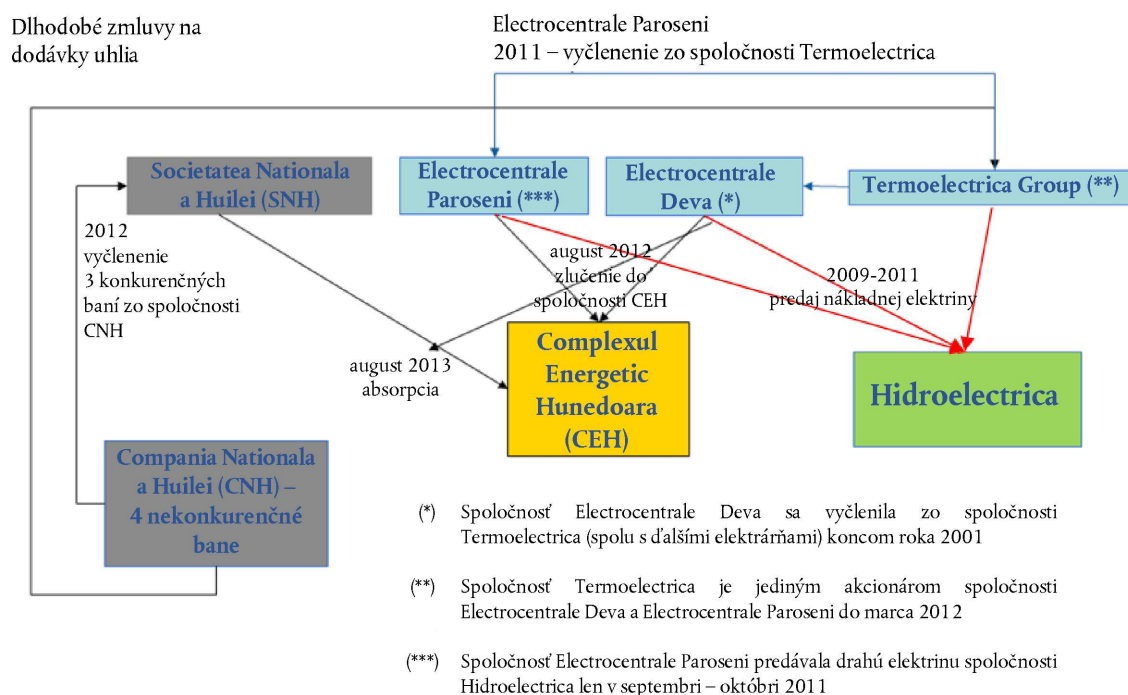 Dlhodobé zmluvy na
dodávky uhlia
Electrocentrale Paroseni
2011 – vyčlenenie zo spoločnosti Termoelectrica
Societatea Nationala
a Huilei (SNH)
Electrocentrale
Paroseni (***)
Electrocentrale
Deva (*)
Termoelectrica Group (**)
2012
vyčlenenie
3 konkurenčných
baní zo spoločnosti
CNH
august 2012
zlučenie do
spoločnosti CEH
2009-2011
predaj nákladnej elektriny
august 2013
absorpcia
Complexul
Energetic
Hunedoara
(CEH)
Hidroelectrica
Compania Nationala
a Huilei (CNH) –
4 nekonkurenčné
bane
(*) Spoločnosť Electrocentrale Deva sa vyčlenila zo spoločnosti
Termoelectrica (spolu s ďalšími elektrárňami) koncom roka 2001
(**) Spoločnosť Termoelectrica je jediným akcionárom spoločnosti
Electrocentrale Deva a Electrocentrale Paroseni do marca 2012
(***) Spoločnosť Electrocentrale Paroseni predávala drahú elektrinu spoločnosti
Hidroelectrica len v septembri – októbri 2011